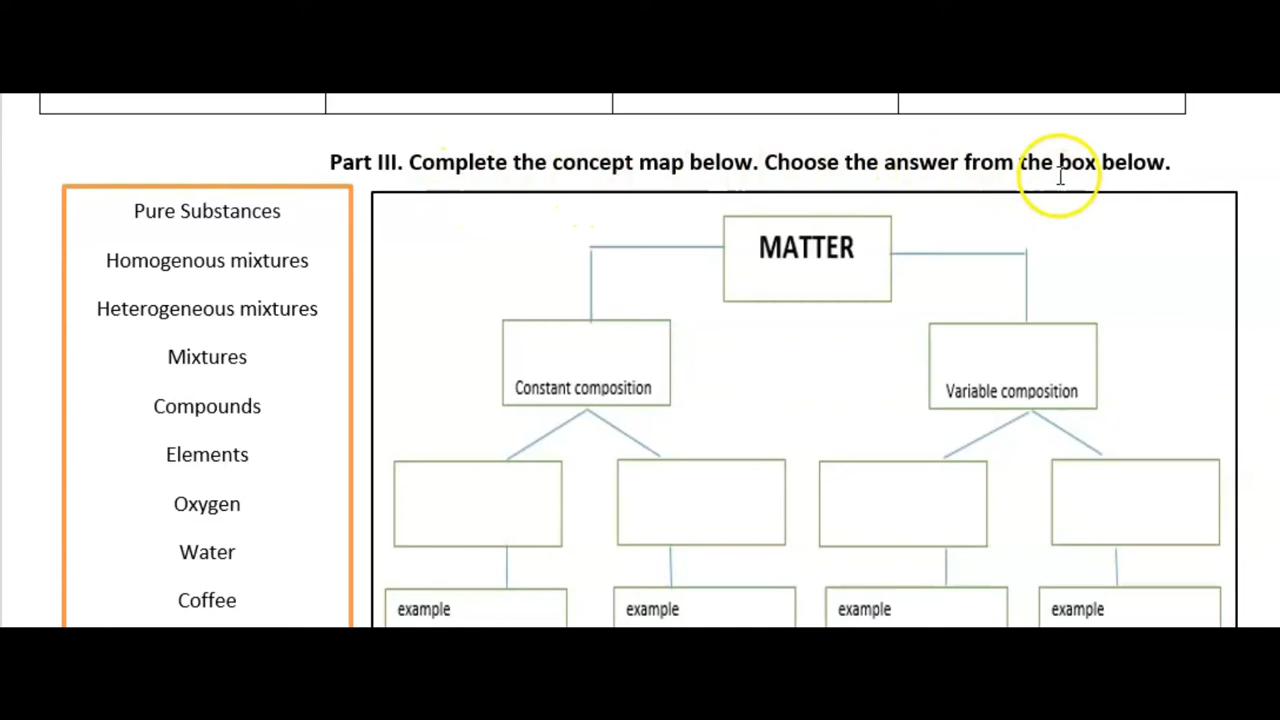 Part III. Complete the concept map below. Choose the answer from the box below.
Pure Substances
Homogenous mixtures
Heterogeneous mixtures
Mixtures
Compounds
Elements
Oxygen
Water
Coffee
MATTER
Constant composition
Variable composition
example
example
example
example